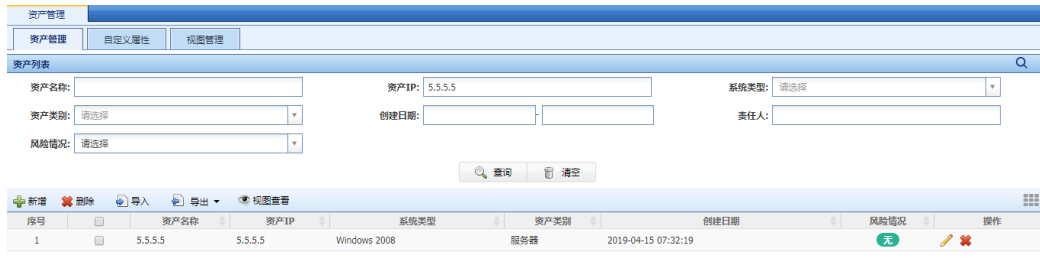 资产管理
资产管理 自定义属性 视图管理
资产列表
资产名称: 资产IP: 5.5.5.5 系统类型: 请选择
资产类别: 请选择 创建日期: - 责任人:
风险情况: 请选择
查询 清空
新增 删除 导入 导出 视图查看
序号 资产名称 资产IP 系统类型 资产类别 创建日期 风险情况 操作
1 5.5.5.5 5.5.5.5 Windows 2008 服务器 2019-04-15 07:32:19 无